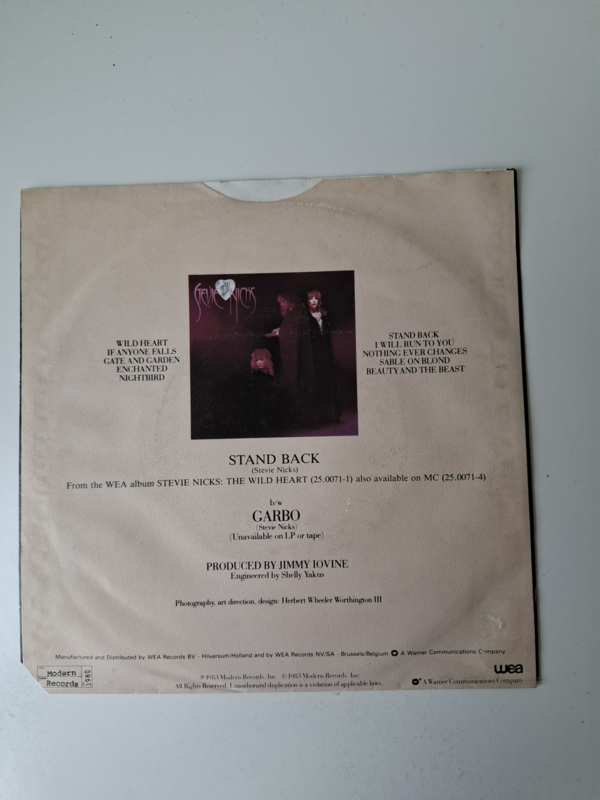 STEVIE NICKS
WILD HEART
IF ANYONE FALLS
GATE AND GARDEN
ENCHANTED
NIGHTBIRD
STAND BACK
I WILL RUN TO YOU
NOTHING EVER CHANGES
SABLE ON BLOND
BEAUTY AND THE BEAST
STAND BACK
(Stevie Nicks)
From the WEA album STEVIE NICKS: THE WILD HEART (25.0071-1) also available on MC (25.0071-4)
b/w
GARBO
(Stevie Nicks)
(Unavailable on LP or tape)
PRODUCED BY JIMMY IOVINE
Engineered by Shelly Yakus
Photography, art direction, design: Herbert Wheeler Worthington III
Manufactured and Distributed by WEA Records BV - Hilversum/Holland and by WEA Records NV/SA - Brussels/Belgium A Warner Communications Company
wea
Modern
Records
1980
℗ 1983 Modern Records, Inc. © 1983 Modern Records, Inc.
All Rights Reserved. Unauthorized duplication is a violation of applicable laws.
A Warner Communications Company